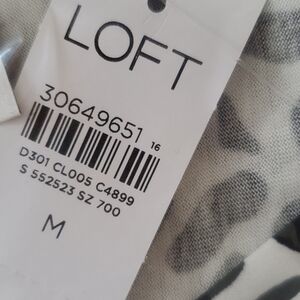 LOFT
30649651 16
D301 CL005 C4899
S 552523 SZ 700
M